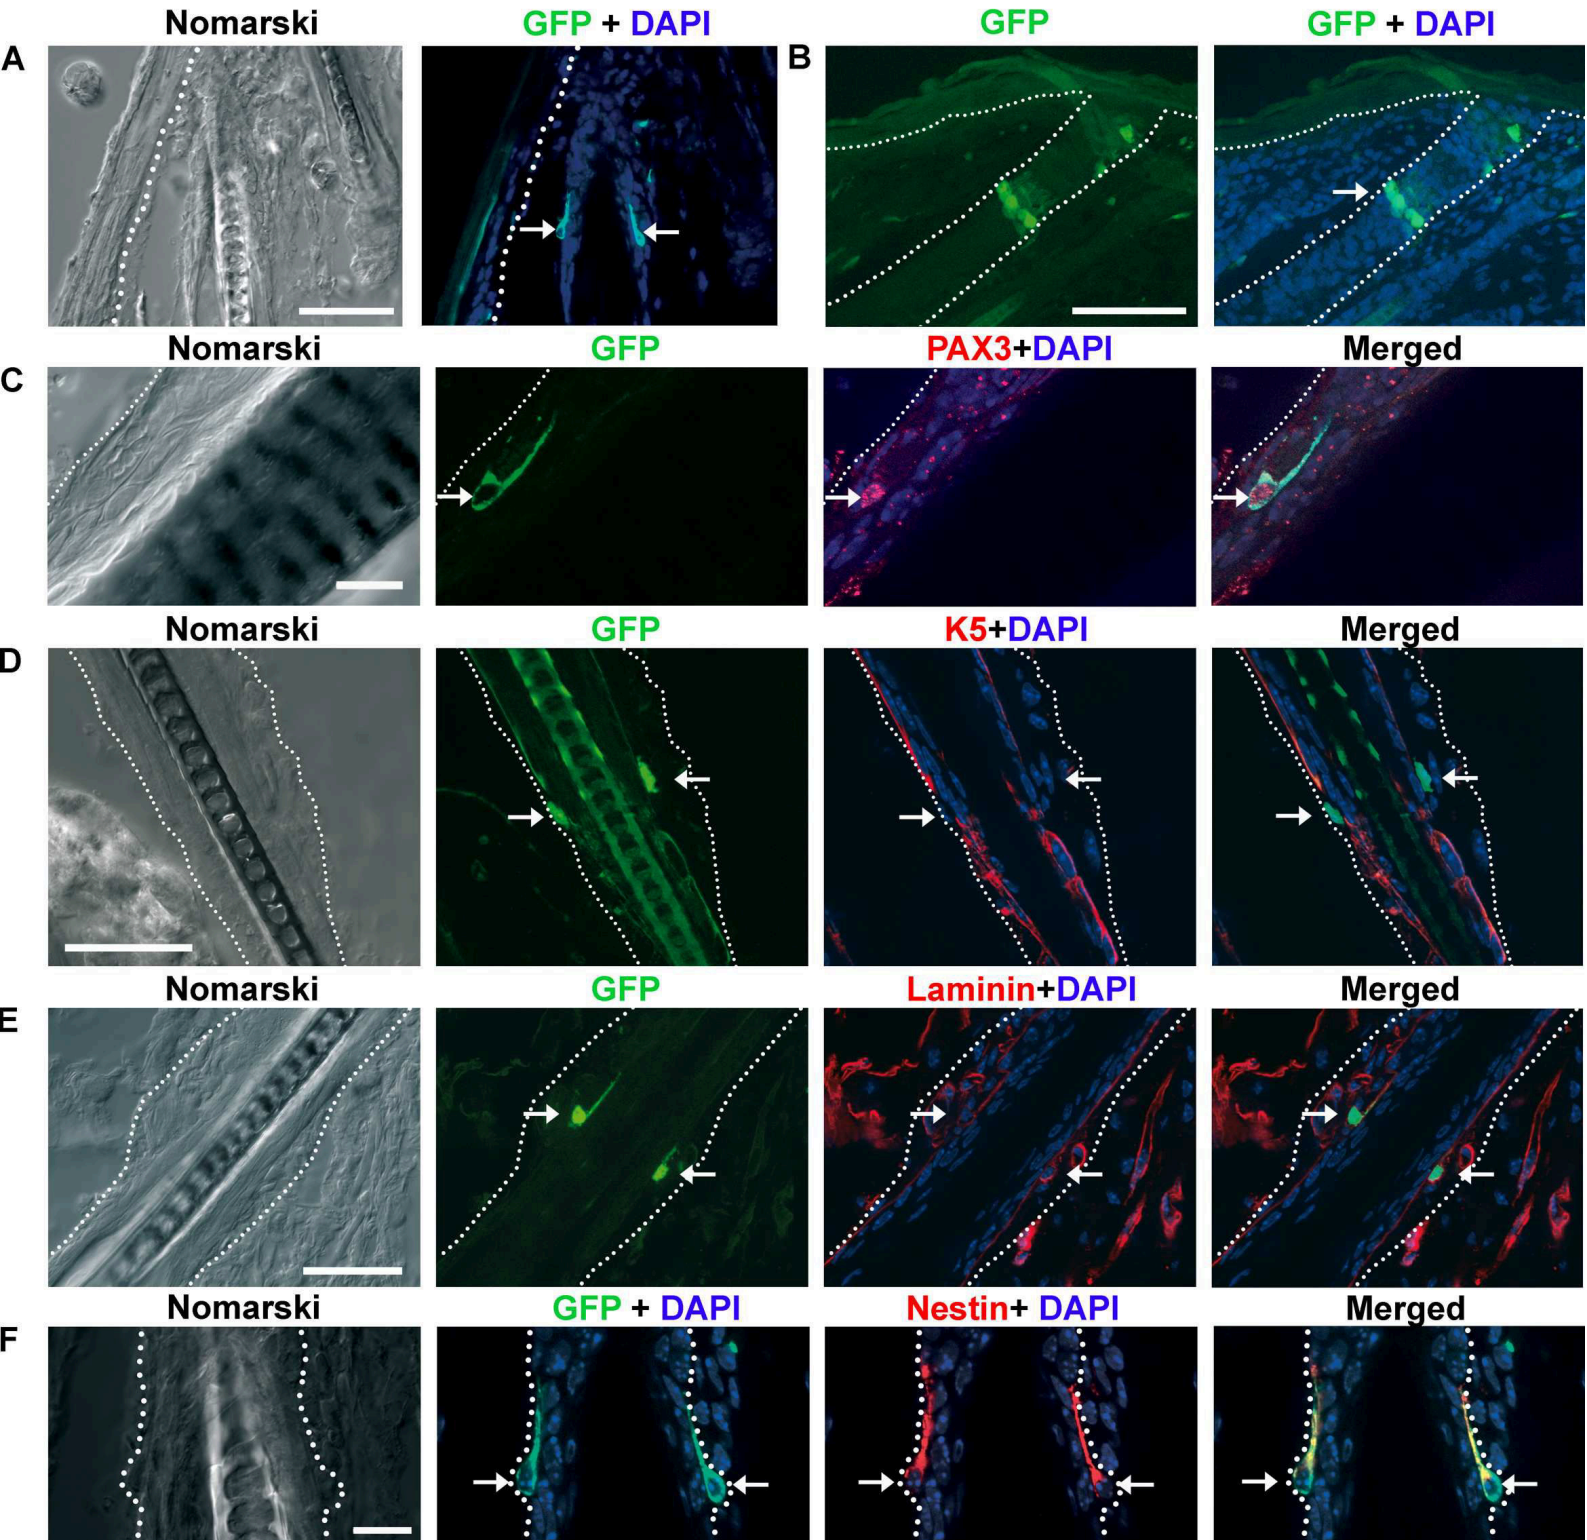 Nomarski GFP + DAPI GFP GFP + DAPI
A B
Nomarski GFP PAX3+DAPI Merged
C
Nomarski GFP K5+DAPI Merged
D
Nomarski GFP Laminin+DAPI Merged
E
Nomarski GFP + DAPI Nestin+ DAPI Merged
F